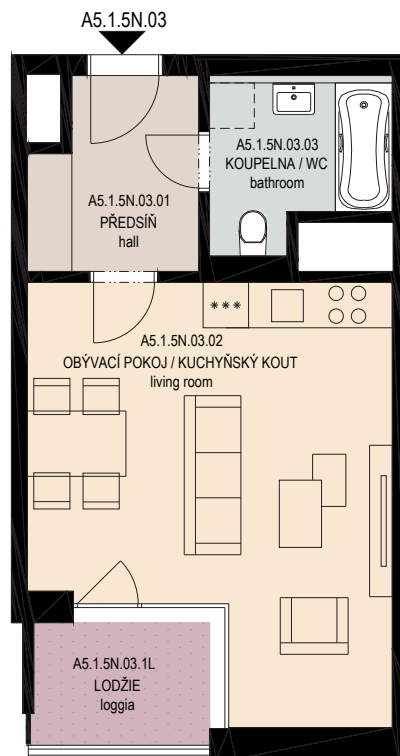 A5.1.5N.03
A5.1.5N.03.03
KOUPELNA / WC
bathroom
A5.1.5N.03.01
PŘEDSÍŇ
hall
***
A5.1.5N.03.02
OBÝVACÍ POKOJ / KUCHYŇSKÝ KOUT
living room
A5.1.5N.03.1L
LODŽIE
loggia